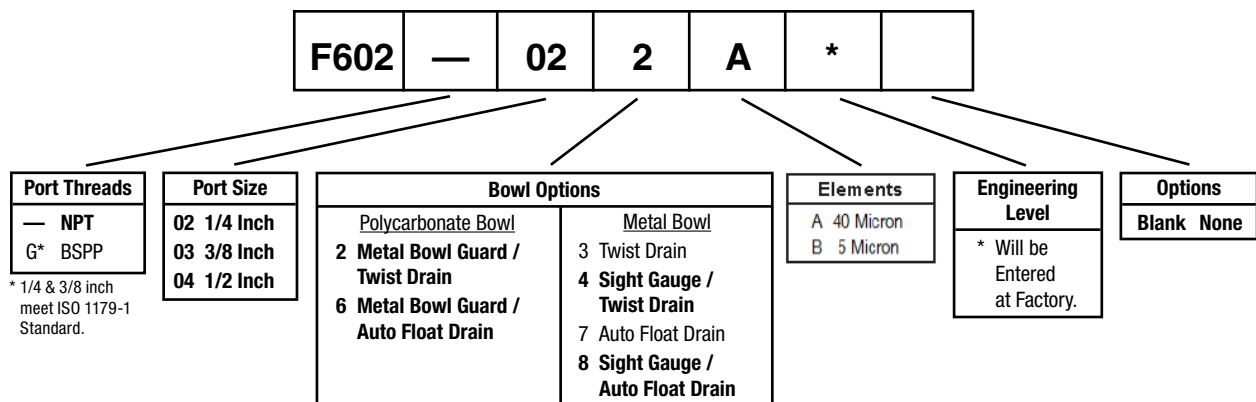 F602 — 02 2 A *
Port Threads
— NPT
G* BSPP
* 1/4 & 3/8 inch
meet ISO 1179-1
Standard.
Port Size
02 1/4 Inch
03 3/8 Inch
04 1/2 Inch
Bowl Options
Polycarbonate Bowl
2 Metal Bowl Guard /
Twist Drain
6 Metal Bowl Guard /
Auto Float Drain
Metal Bowl
3 Twist Drain
4 Sight Gauge /
Twist Drain
7 Auto Float Drain
8 Sight Gauge /
Auto Float Drain
Elements
A 40 Micron
B 5 Micron
Engineering
Level
* Will be
Entered
at Factory.
Options
Blank None